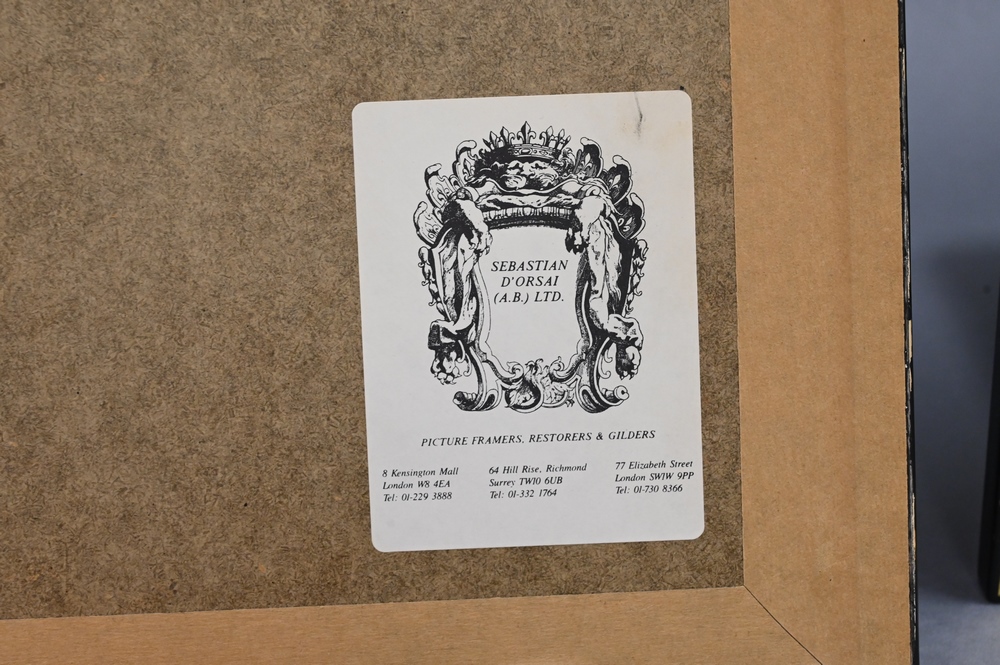 SEBASTIAN
D'ORSAI
(A.B.) LTD.
PICTURE FRAMERS, RESTORERS & GILDERS
8 Kensington Mall
London W8 4EA
Tel: 01-229 3888
64 Hill Rise, Richmond
Surrey TW10 6UB
Tel: 01-332 1764
77 Elizabeth Street
London SW1W 9PP
Tel: 01-730 8366